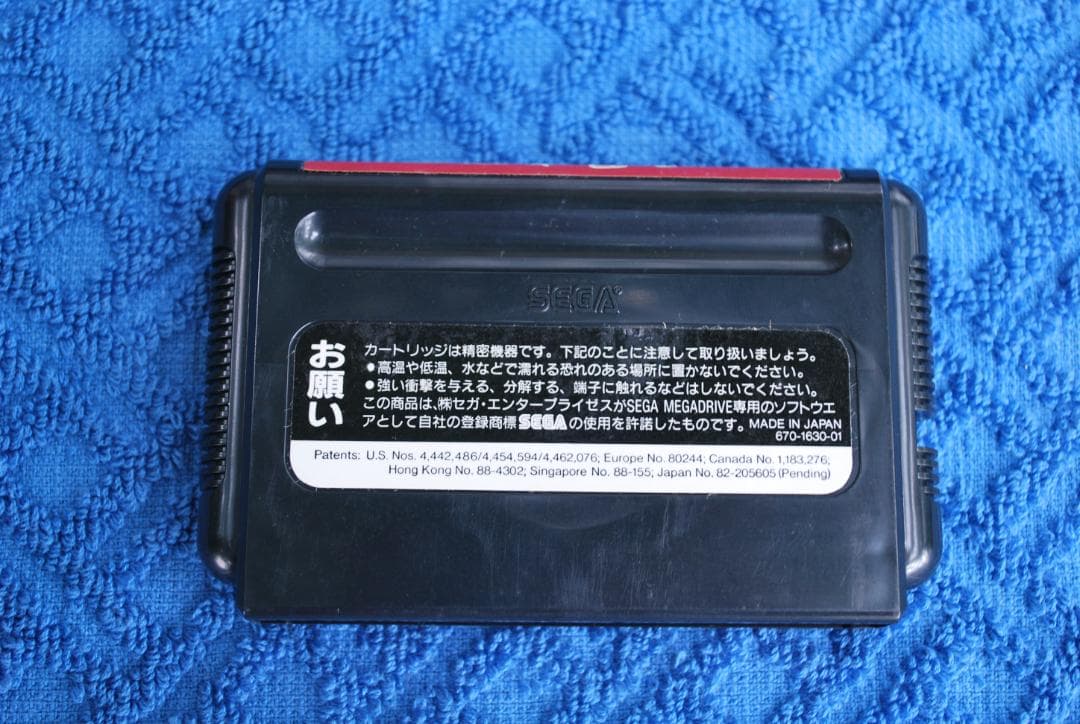 SEGA
お願い
カートリッジは精密機器です。下記のことに注意して取り扱いましょう。
●高温や低温、水などで濡れる恐れのある場所に置かないでください。
●強い衝撃を与える、分解する、端子に触れるなどはしないでください。
この商品は、㈱セガ・エンタープライゼスがSEGA MEGADRIVE専用のソフトウエ
アとして自社の登録商標SEGAの使用を許諾したものです。MADE IN JAPAN
670-1630-01
Patents: U.S. Nos. 4,442,486/4,454,594/4,462,076; Europe No. 80244; Canada No. 1,183,276;
Hong Kong No. 88-4302; Singapore No. 88-155; Japan No. 82-205605 (Pending)